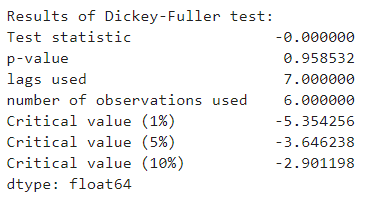 Results of Dickey-Fuller test:
Test statistic -0.000000
p-value 0.958532
lags used 7.000000
number of observations used 6.000000
Critical value (1%) -5.354256
Critical value (5%) -3.646238
Critical value (10%) -2.901198
dtype: float64